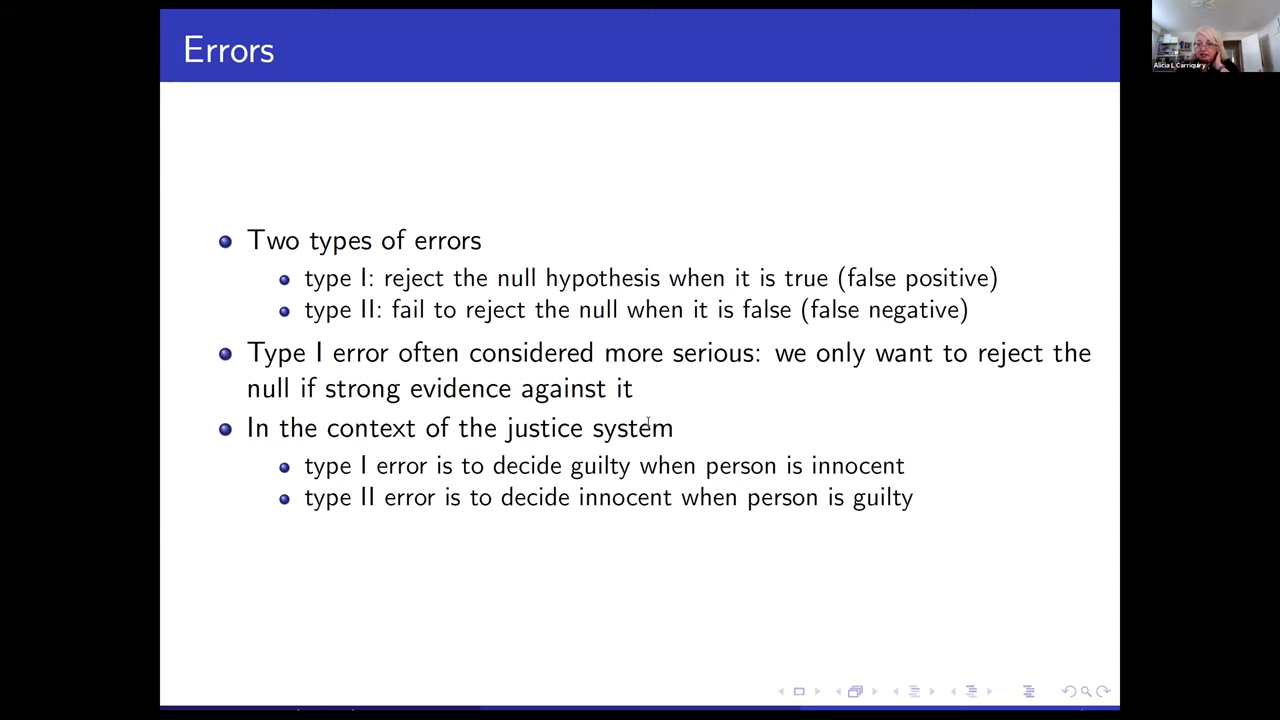 Errors
Alicia L Carriquiry
Two types of errors
type I: reject the null hypothesis when it is true (false positive)
type II: fail to reject the null when it is false (false negative)
Type I error often considered more serious: we only want to reject the
null if strong evidence against it
In the context of the justice system
type I error is to decide guilty when person is innocent
type II error is to decide innocent when person is guilty